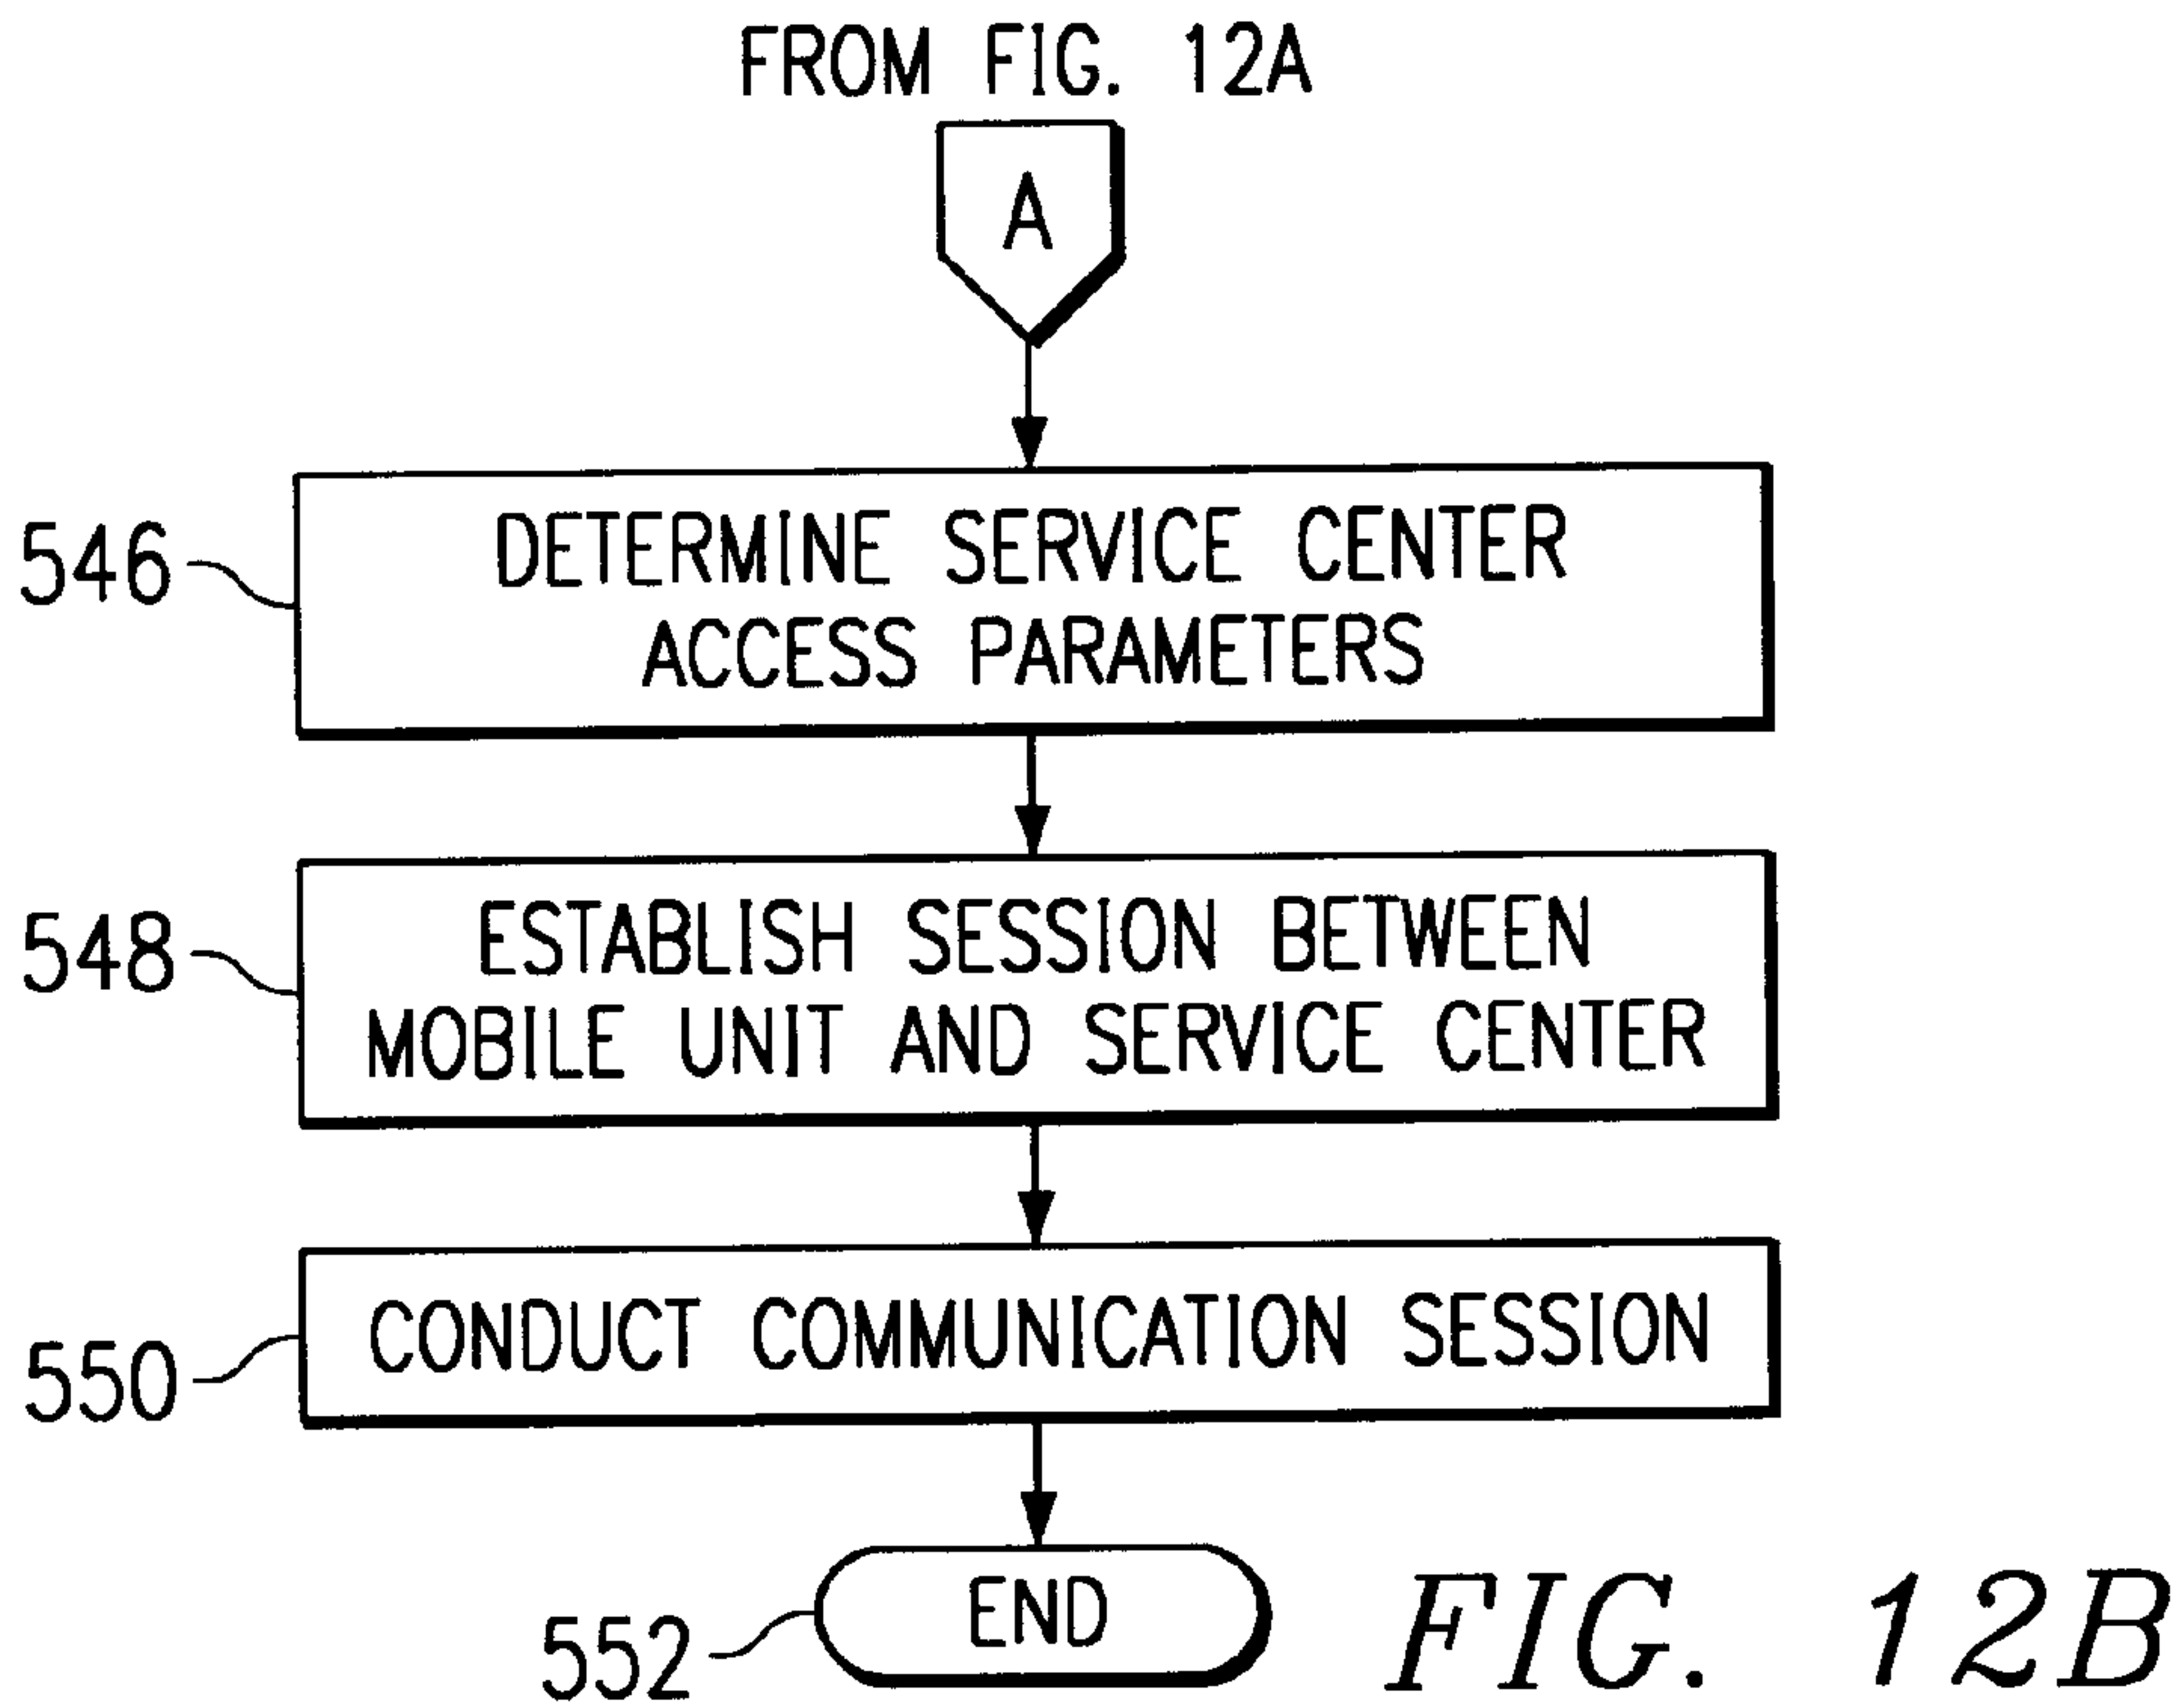 FROM FIG. 12A
A
546
DETERMINE SERVICE CENTER
ACCESS PARAMETERS
548
ESTABLISH SESSION BETWEEN
MOBILE UNIT AND SERVICE CENTER
550
CONDUCT COMMUNICATION SESSION
552
END
FIG. 12B